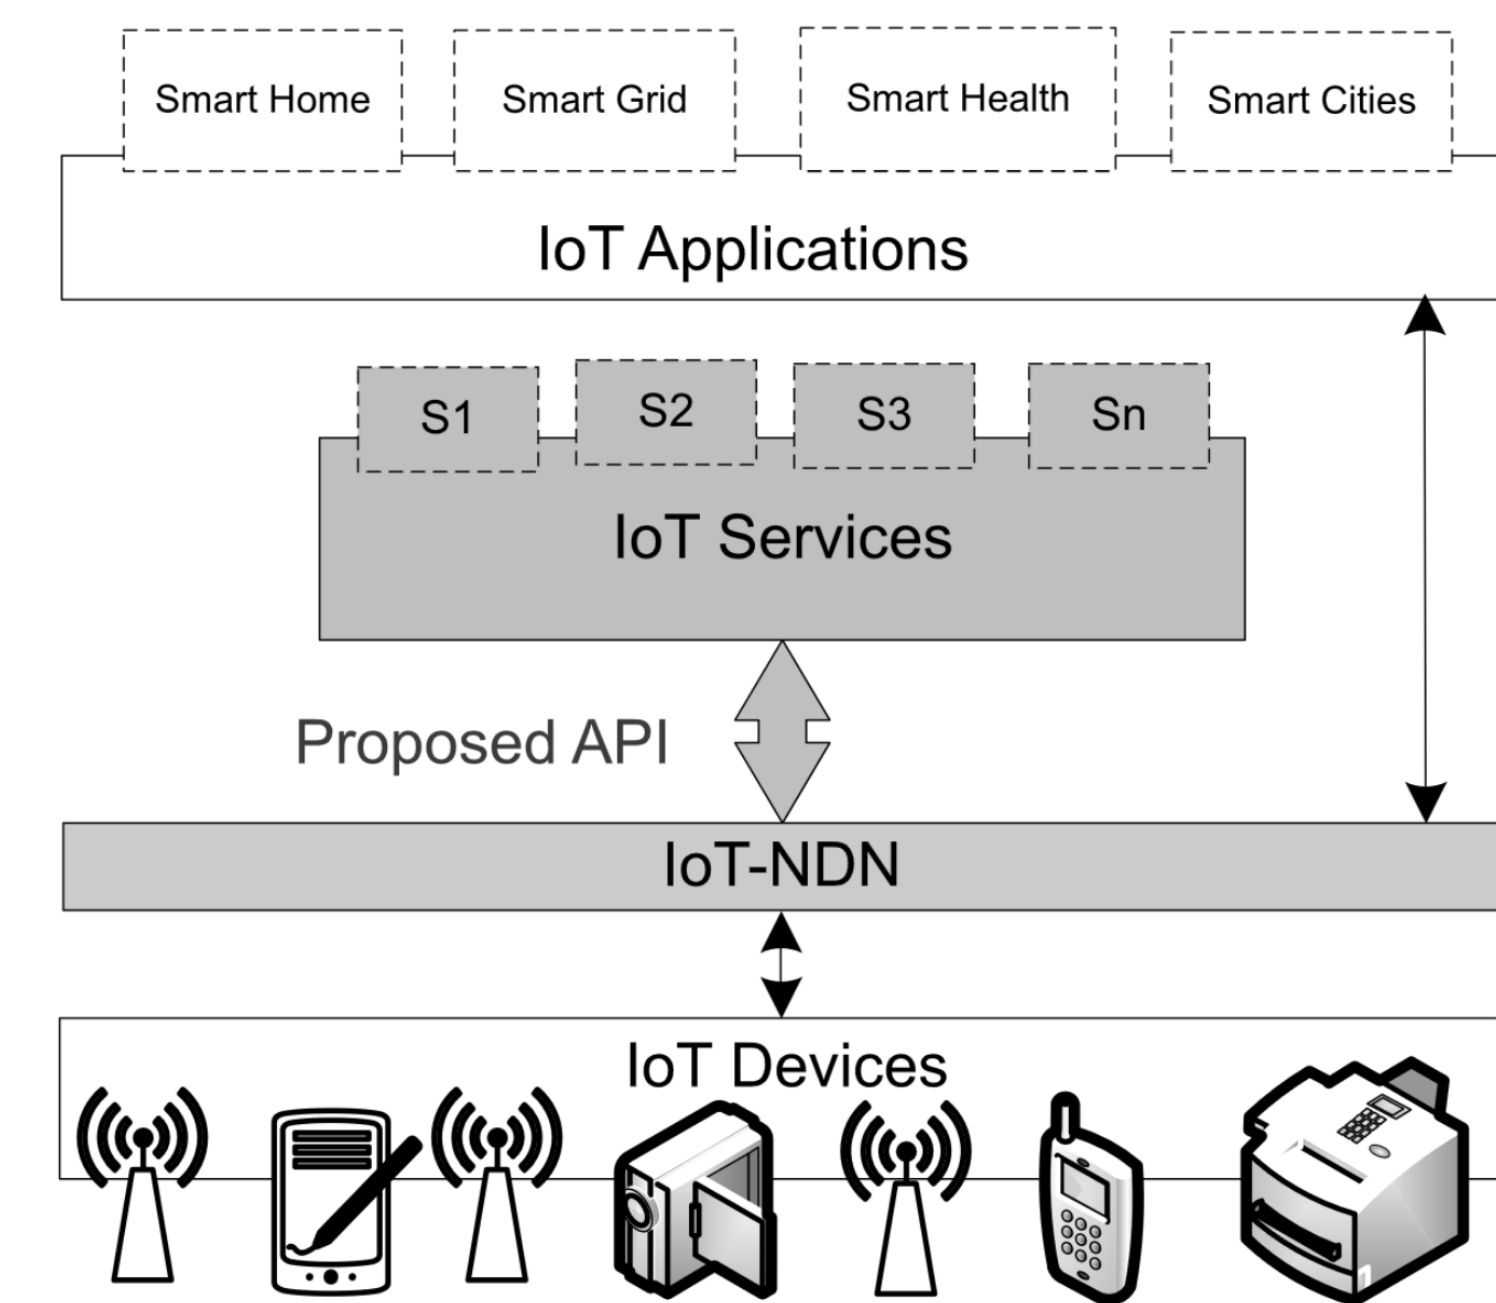 Smart Home
Smart Grid
Smart Health
Smart Cities
IoT Applications
S1
S2
S3
Sn
IoT Services
Proposed API
IoT-NDN
IoT Devices